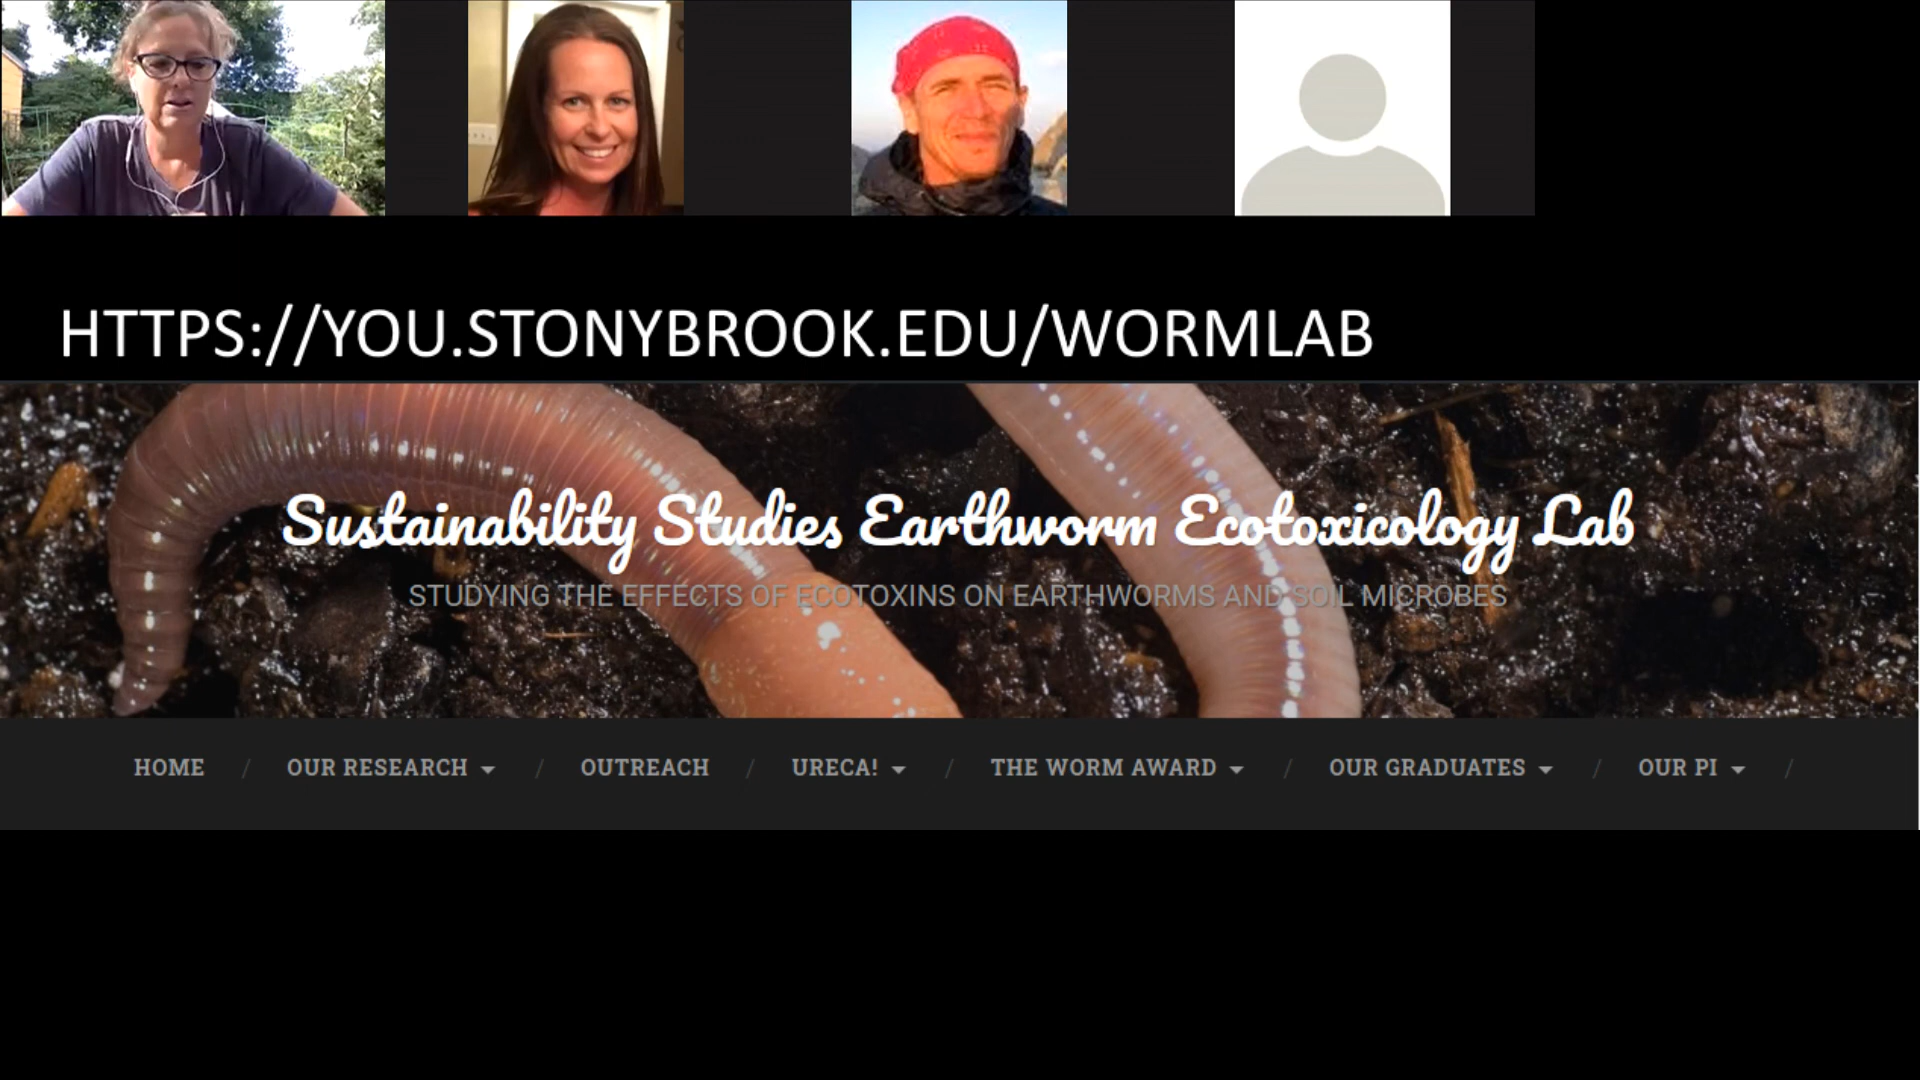 HTTPS://YOU.STONYBROOK.EDU/WORMLAB
Sustainability Studies Earthworm Ecotoxicology Lab
STUDYING THE EFFECTS OF ECOTOXINS ON EARTHWORMS AND SOIL MICROBES
HOME / OUR RESEARCH / OUTREACH / URECA! / THE WORM AWARD / OUR GRADUATES / OUR PI /